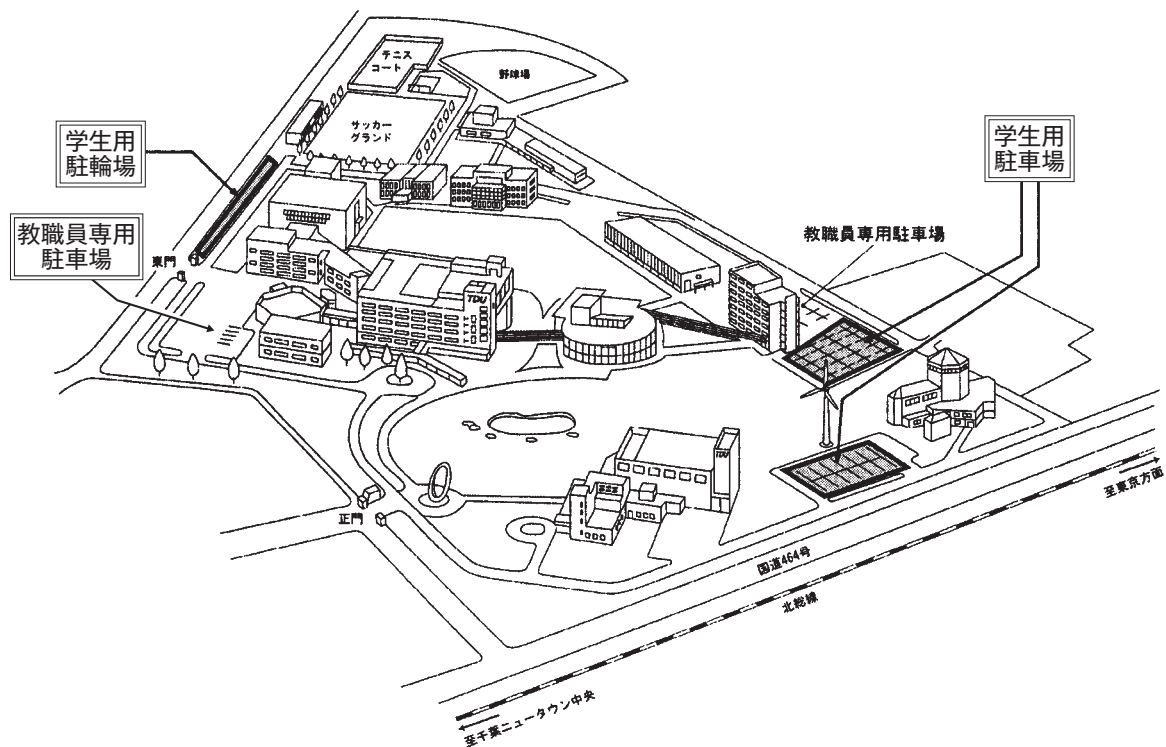 テニス
コート
野球場
サッカー
グランド
学生用
駐輪場
学生用
駐車場
教職員専用
駐車場
東門
教職員専用駐車場
TDU
TDU
正門
国道464号
北総線
至東京方面
至千葉ニュータウン中央